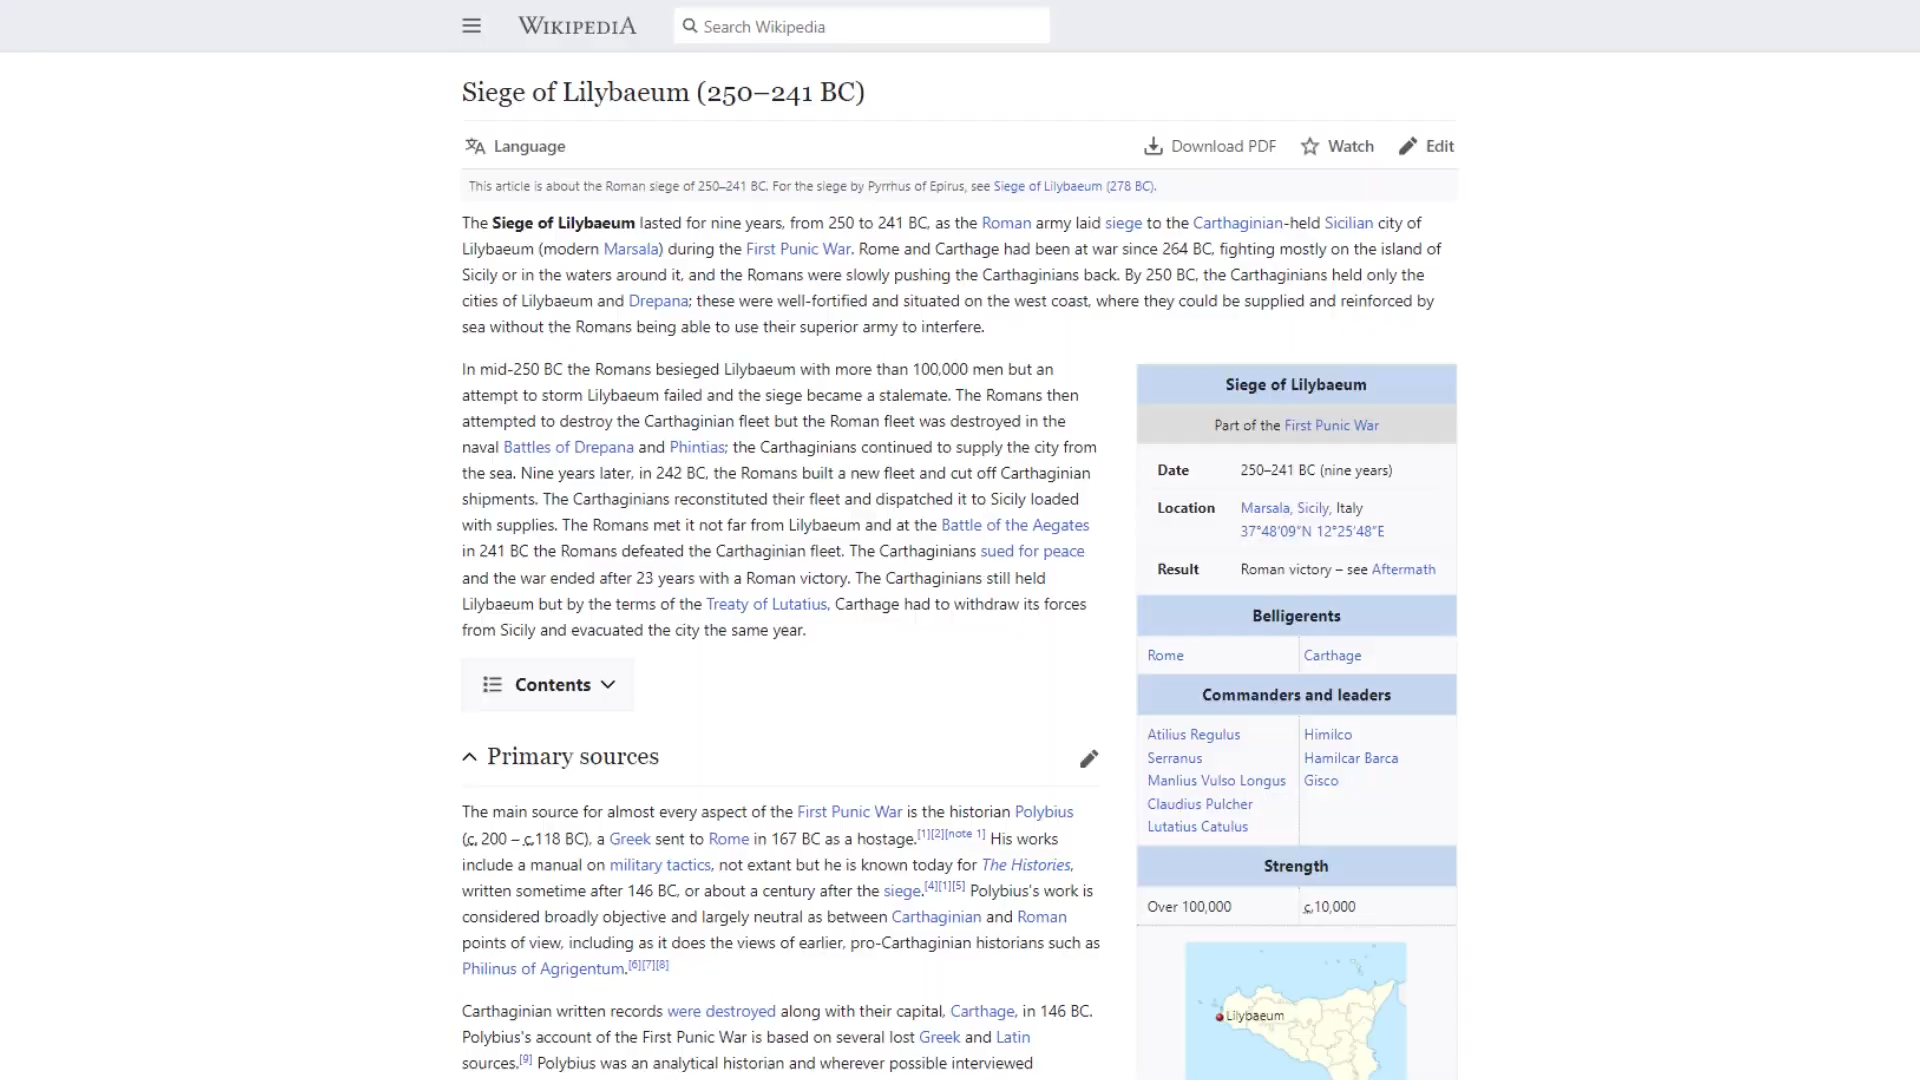 WIKIPEDIA
Search Wikipedia
Siege of Lilybaeum (250–241 BC)
Language
Download PDF
Watch
Edit
This article is about the Roman siege of 250–241 BC. For the siege by Pyrrhus of Epirus, see Siege of Lilybaeum (278 BC).
The Siege of Lilybaeum lasted for nine years, from 250 to 241 BC, as the Roman army laid siege to the Carthaginian-held Sicilian city of
Lilybaeum (modern Marsala) during the First Punic War. Rome and Carthage had been at war since 264 BC, fighting mostly on the island of
Sicily or in the waters around it, and the Romans were slowly pushing the Carthaginians back. By 250 BC, the Carthaginians held only the
cities of Lilybaeum and Drepana; these were well-fortified and situated on the west coast, where they could be supplied and reinforced by
sea without the Romans being able to use their superior army to interfere.
In mid-250 BC the Romans besieged Lilybaeum with more than 100,000 men but an
attempt to storm Lilybaeum failed and the siege became a stalemate. The Romans then
attempted to destroy the Carthaginian fleet but the Roman fleet was destroyed in the
naval Battles of Drepana and Phintias; the Carthaginians continued to supply the city from
the sea. Nine years later, in 242 BC, the Romans built a new fleet and cut off Carthaginian
shipments. The Carthaginians reconstituted their fleet and dispatched it to Sicily loaded
with supplies. The Romans met it not far from Lilybaeum and at the Battle of the Aegates
in 241 BC the Romans defeated the Carthaginian fleet. The Carthaginians sued for peace
and the war ended after 23 years with a Roman victory. The Carthaginians still held
Lilybaeum but by the terms of the Treaty of Lutatius, Carthage had to withdraw its forces
from Sicily and evacuated the city the same year.
Contents
Primary sources
The main source for almost every aspect of the First Punic War is the historian Polybius
(c. 200 – c.118 BC), a Greek sent to Rome in 167 BC as a hostage.[1][2][note 1] His works
include a manual on military tactics, not extant but he is known today for The Histories,
written sometime after 146 BC, or about a century after the siege.[4][1][5] Polybius's work is
considered broadly objective and largely neutral as between Carthaginian and Roman
points of view, including as it does the views of earlier, pro-Carthaginian historians such as
Philinus of Agrigentum.[6][7][8]
Carthaginian written records were destroyed along with their capital, Carthage, in 146 BC.
Polybius's account of the First Punic War is based on several lost Greek and Latin
sources.[9] Polybius was an analytical historian and wherever possible interviewed
Siege of Lilybaeum
Part of the First Punic War
Date 250–241 BC (nine years)
Location Marsala, Sicily, Italy
37°48′09″N 12°25′48″E
Result Roman victory – see Aftermath
Belligerents
Rome Carthage
Commanders and leaders
Atilius Regulus Himilco
Serranus Hamilcar Barca
Manlius Vulso Longus Gisco
Claudius Pulcher
Lutatius Catulus
Strength
Over 100,000 c.10,000
Lilybaeum